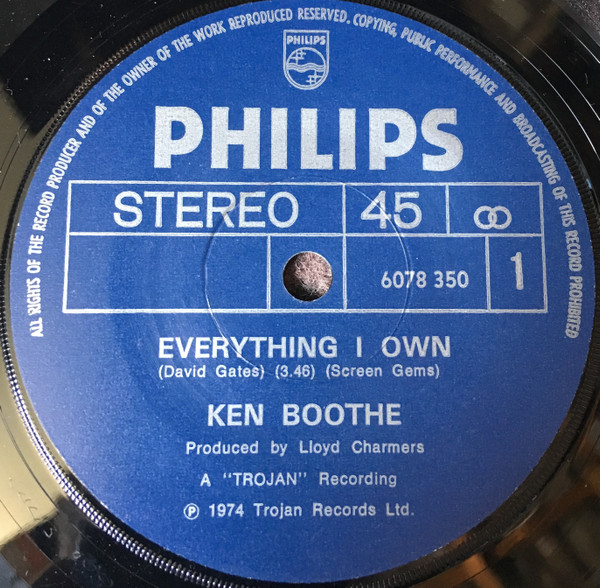 ALL RIGHTS OF THE RECORD PRODUCER AND OF THE OWNER OF THE WORK REPRODUCED RESERVED. COPYING, PUBLIC PERFORMANCE AND BROADCASTING OF THIS RECORD PROHIBITED
PHILIPS
PHILIPS
STEREO 45
6078 350 1
EVERYTHING I OWN
(David Gates) (3.46) (Screen Gems)
KEN BOOTHE
Produced by Lloyd Charmers
A "TROJAN" Recording
℗ 1974 Trojan Records Ltd.